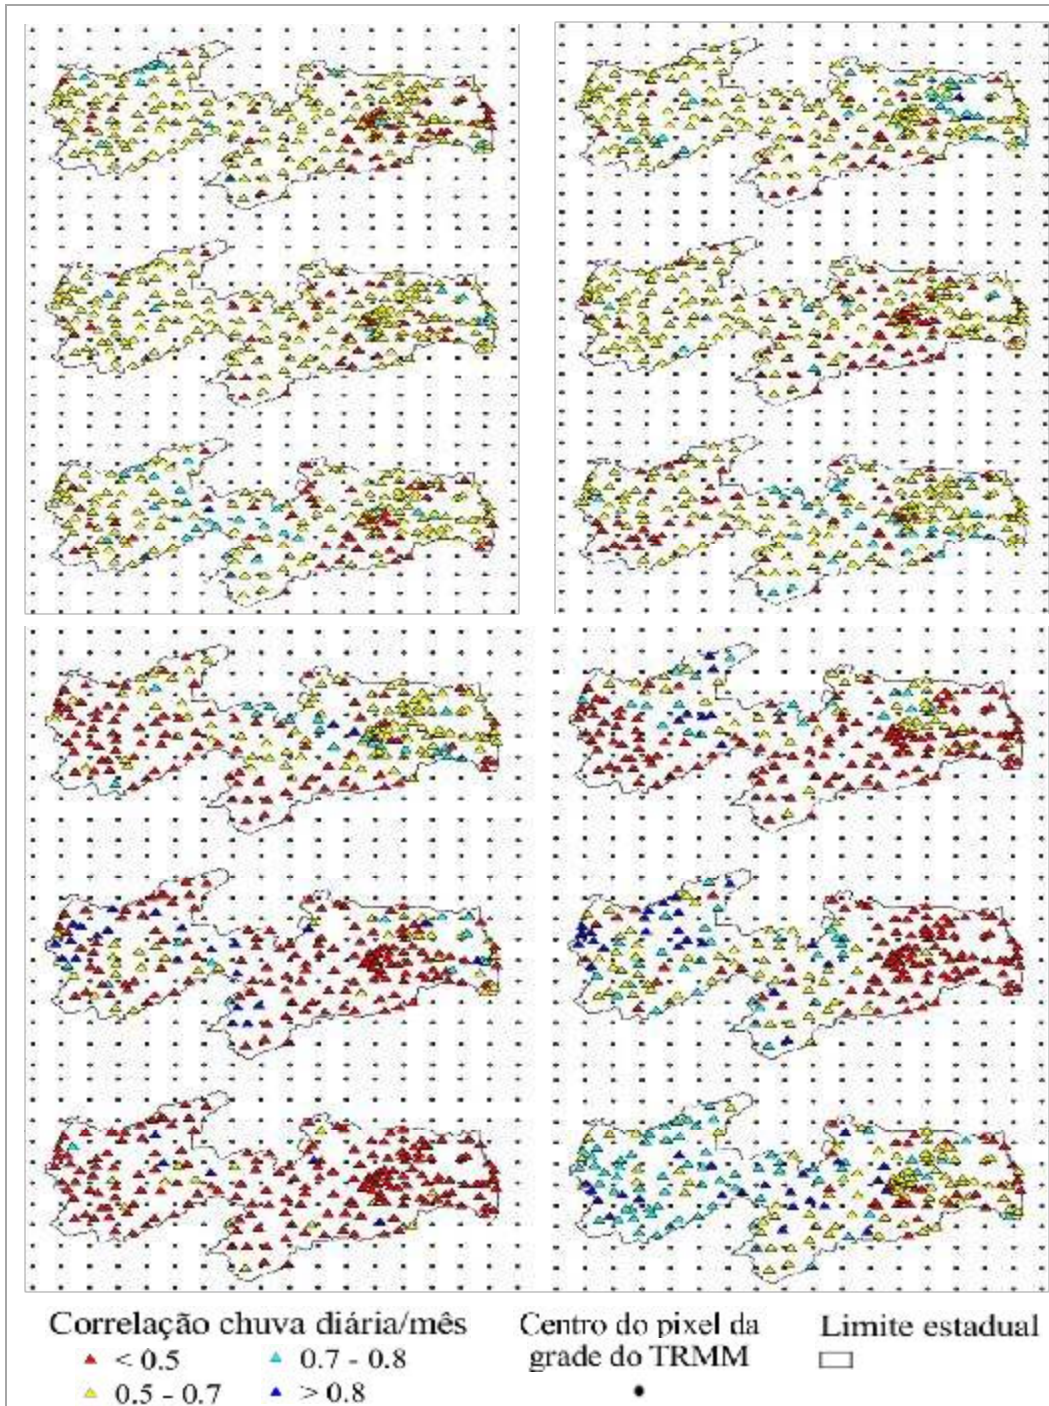 Correlação chuva diária/mês
< 0.5
0.5 - 0.7
0.7 - 0.8
> 0.8
Centro do pixel da
grade do TRMM
Limite estadual